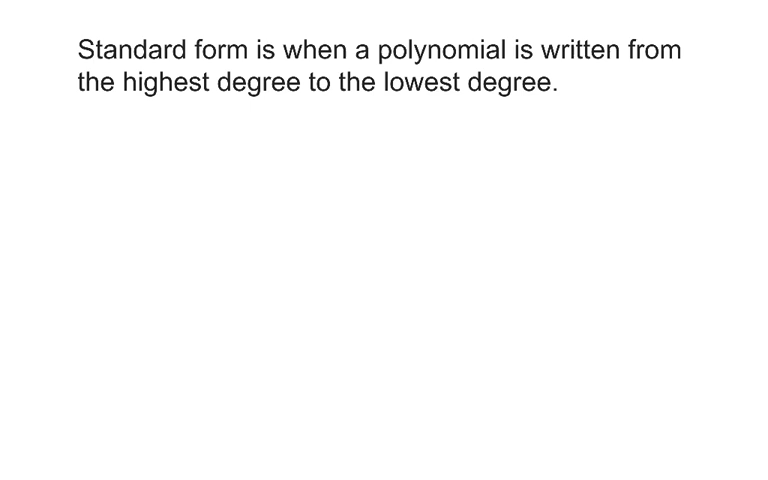 Standard form is when a polynomial is written from
the highest degree to the lowest degree.